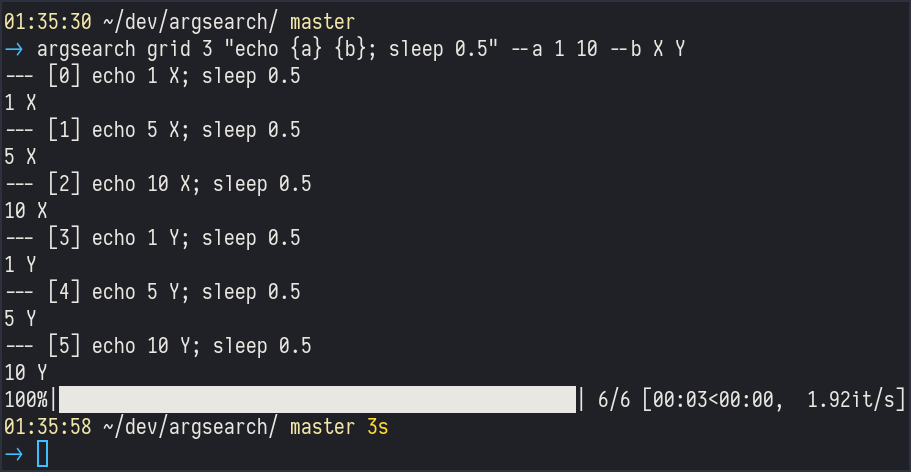 01:35:30 ~/dev/argsearch/ master
→ argsearch grid 3 "echo {a} {b}; sleep 0.5" --a 1 10 --b X Y
--- [0] echo 1 X; sleep 0.5
1 X
--- [1] echo 5 X; sleep 0.5
5 X
--- [2] echo 10 X; sleep 0.5
10 X
--- [3] echo 1 Y; sleep 0.5
1 Y
--- [4] echo 5 Y; sleep 0.5
5 Y
--- [5] echo 10 Y; sleep 0.5
10 Y
100%| | 6/6 [00:03<00:00,  1.92it/s]
01:35:58 ~/dev/argsearch/ master 3s
→